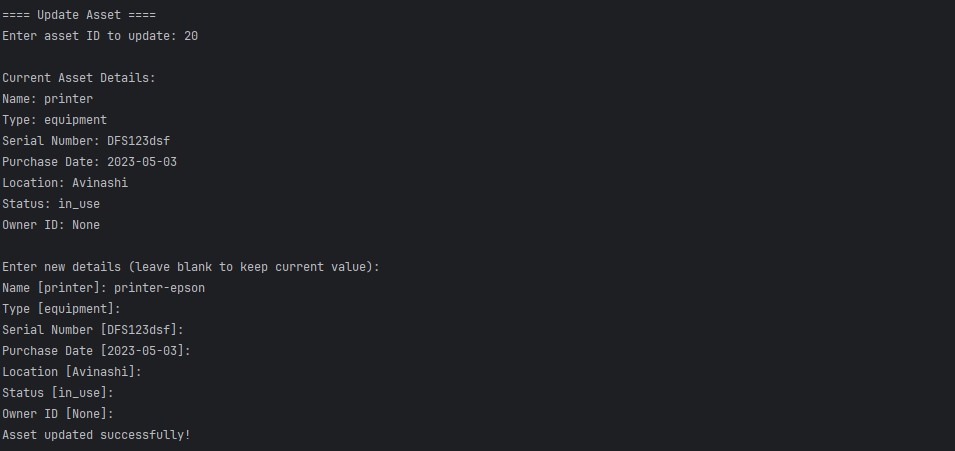 ==== Update Asset ====
Enter asset ID to update: 20
Current Asset Details:
Name: printer
Type: equipment
Serial Number: DFS123dsf
Purchase Date: 2023-05-03
Location: Avinashi
Status: in_use
Owner ID: None
Enter new details (leave blank to keep current value):
Name [printer]: printer-epson
Type [equipment]:
Serial Number [DFS123dsf]:
Purchase Date [2023-05-03]:
Location [Avinashi]:
Status [in_use]:
Owner ID [None]:
Asset updated successfully!